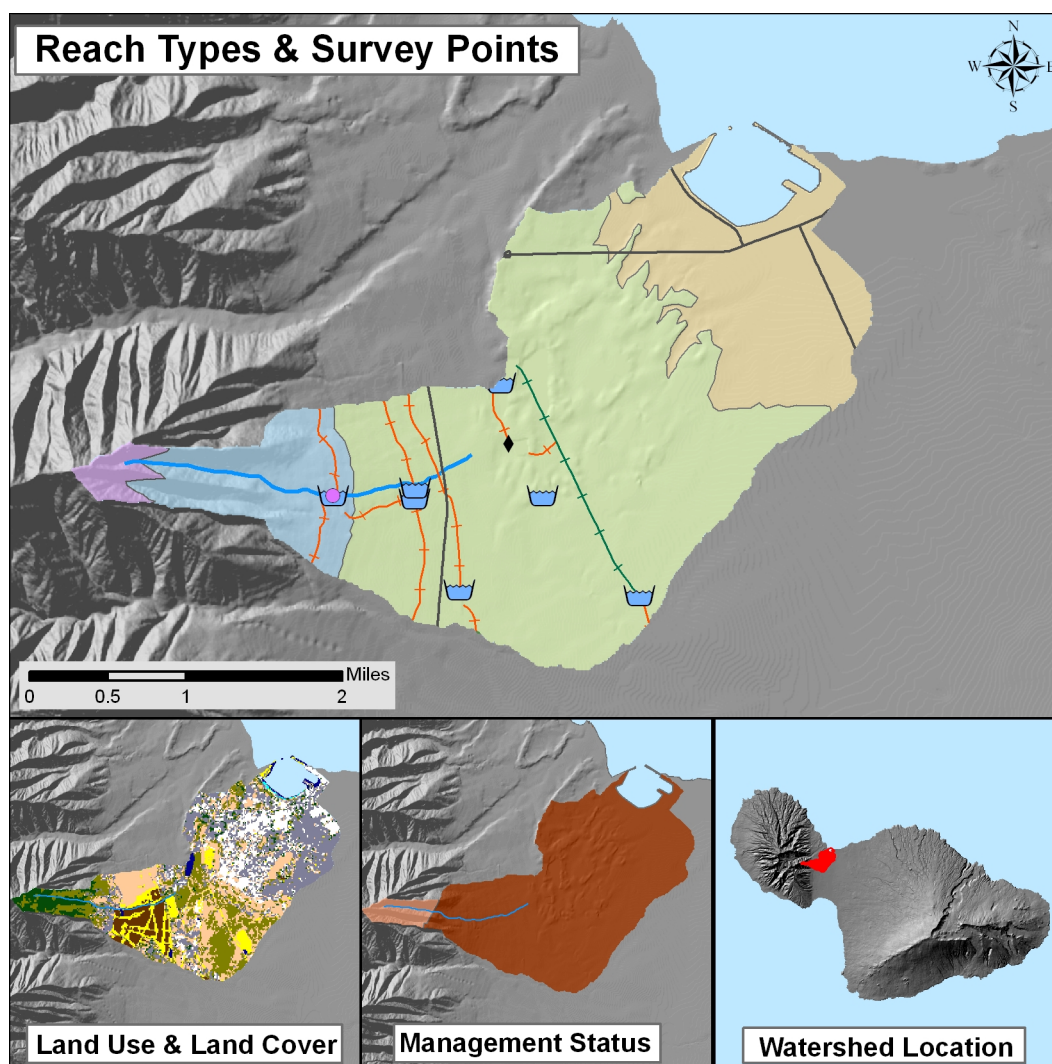 Reach Types & Survey Points
N
W
E
S
Miles
0
0.5
1
2
Land Use & Land Cover
Management Status
Watershed Location